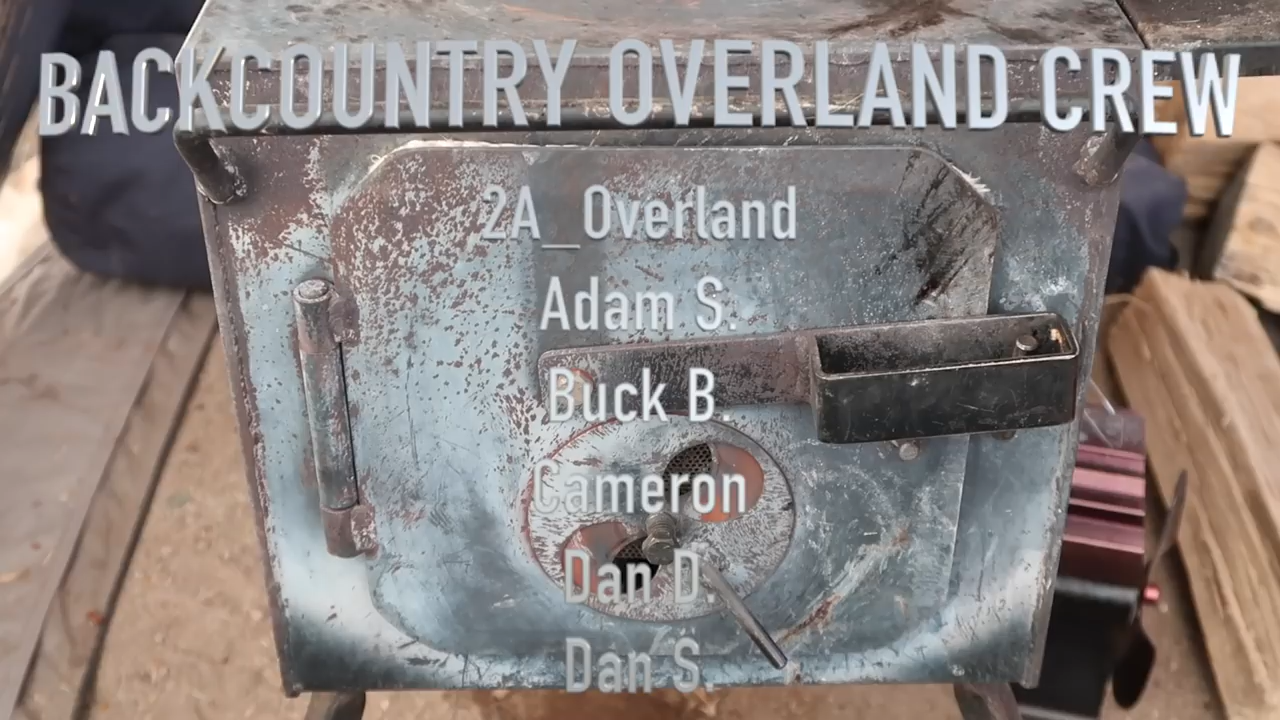 BACKCOUNTRY OVERLAND CREW
2A_Overland
Adam S.
Buck B.
Cameron
Dan D.
Dan S.